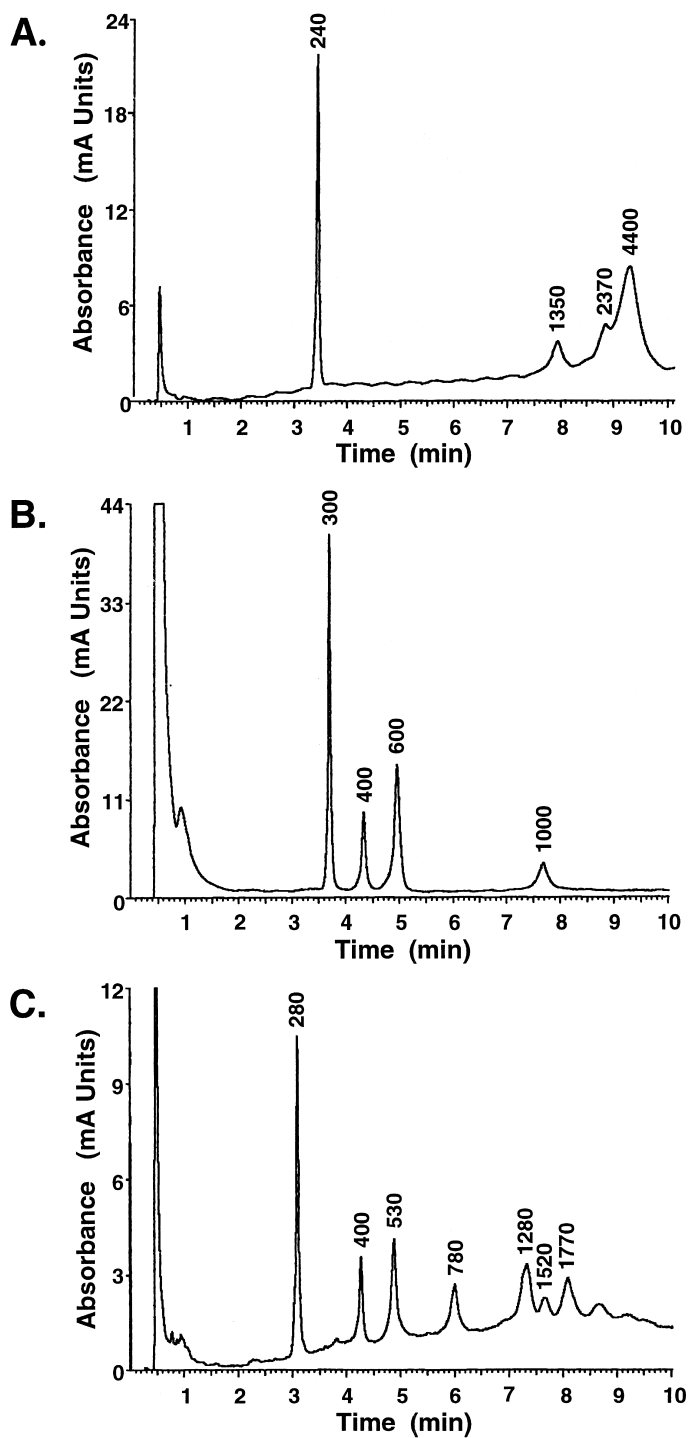 A.
Absorbance (mA Units)
24
18
12
6
0
240
1350
2370
4400
1 2 3 4 5 6 7 8 9 10
Time (min)
B.
Absorbance (mA Units)
44
33
22
11
0
300
400
600
1000
1 2 3 4 5 6 7 8 9 10
Time (min)
C.
Absorbance (mA Units)
12
9
6
3
0
280
400
530
780
1280
1520
1770
1 2 3 4 5 6 7 8 9 10
Time (min)